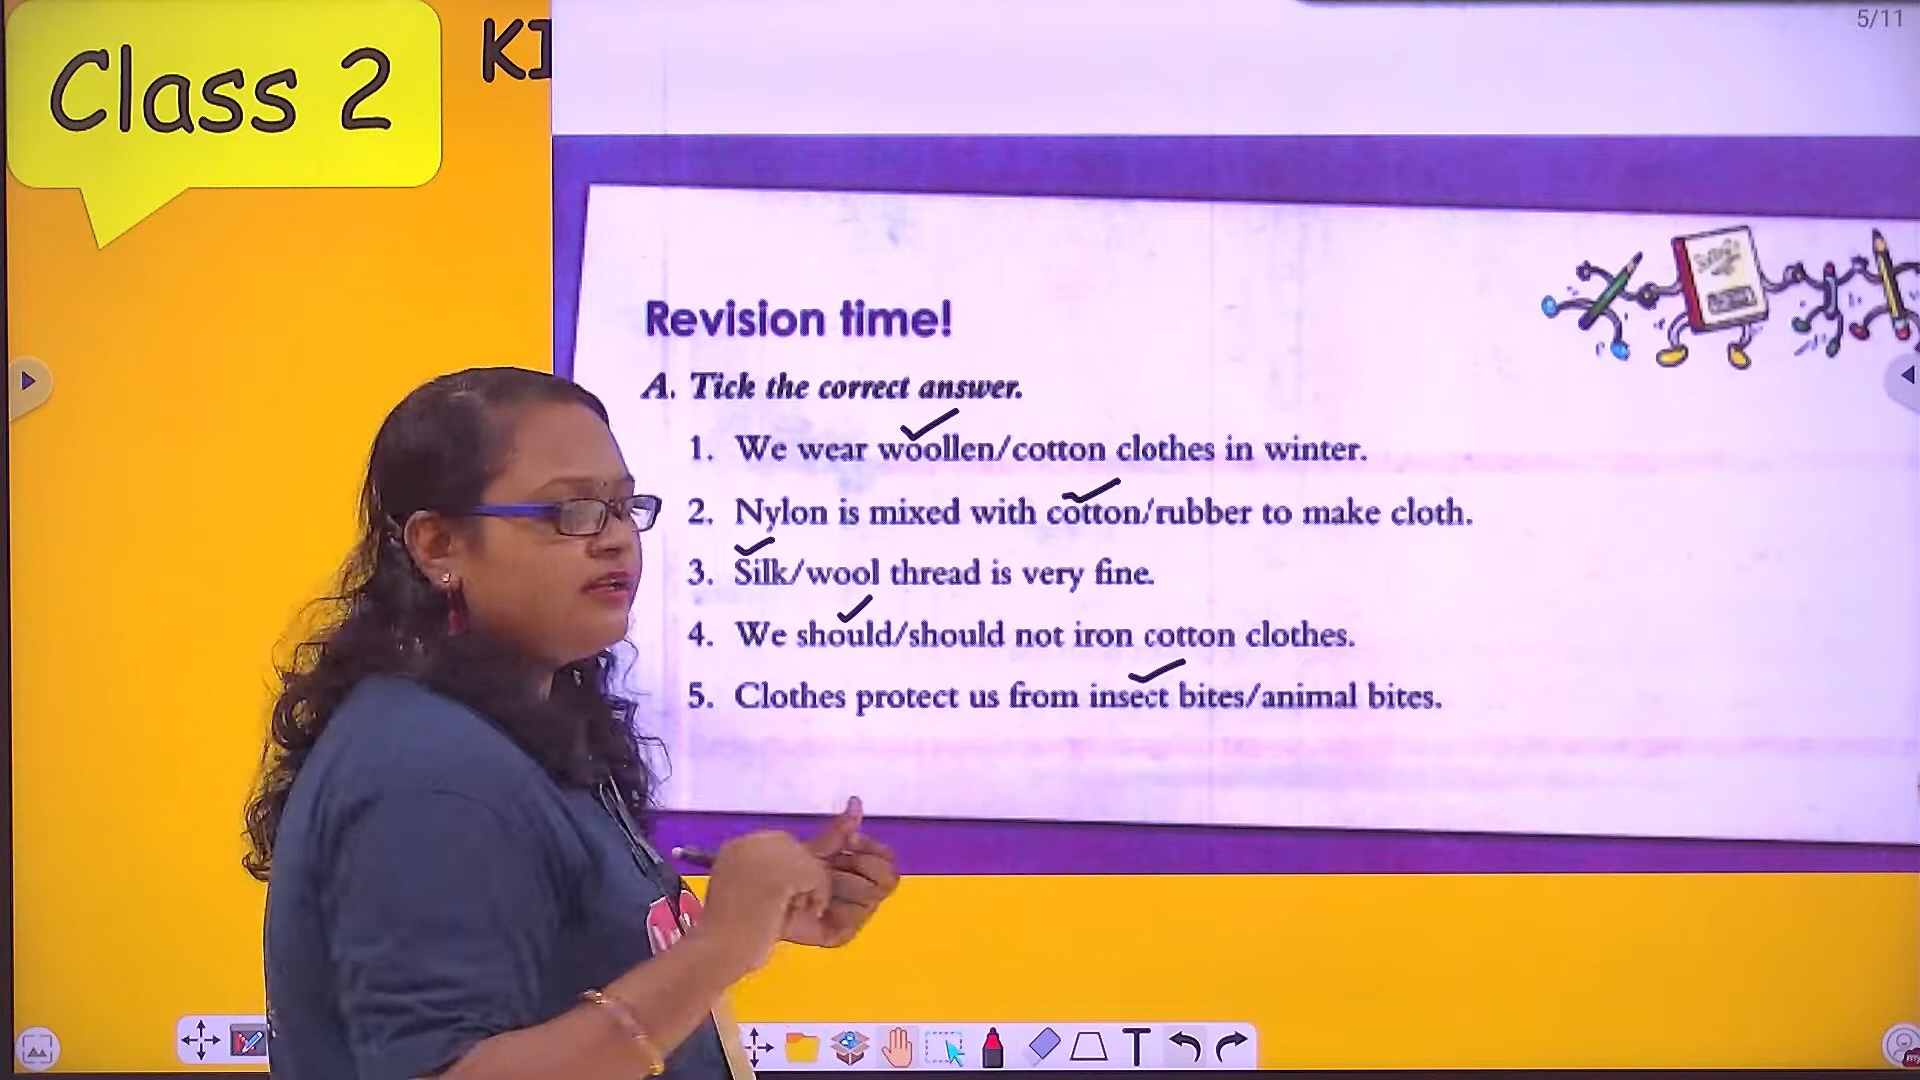 Class 2
KI
5/11
Revision time!
A. Tick the correct answer.
1. We wear woollen/cotton clothes in winter.
2. Nylon is mixed with cotton/rubber to make cloth.
3. Silk/wool thread is very fine.
4. We should/should not iron cotton clothes.
5. Clothes protect us from insect bites/animal bites.
T